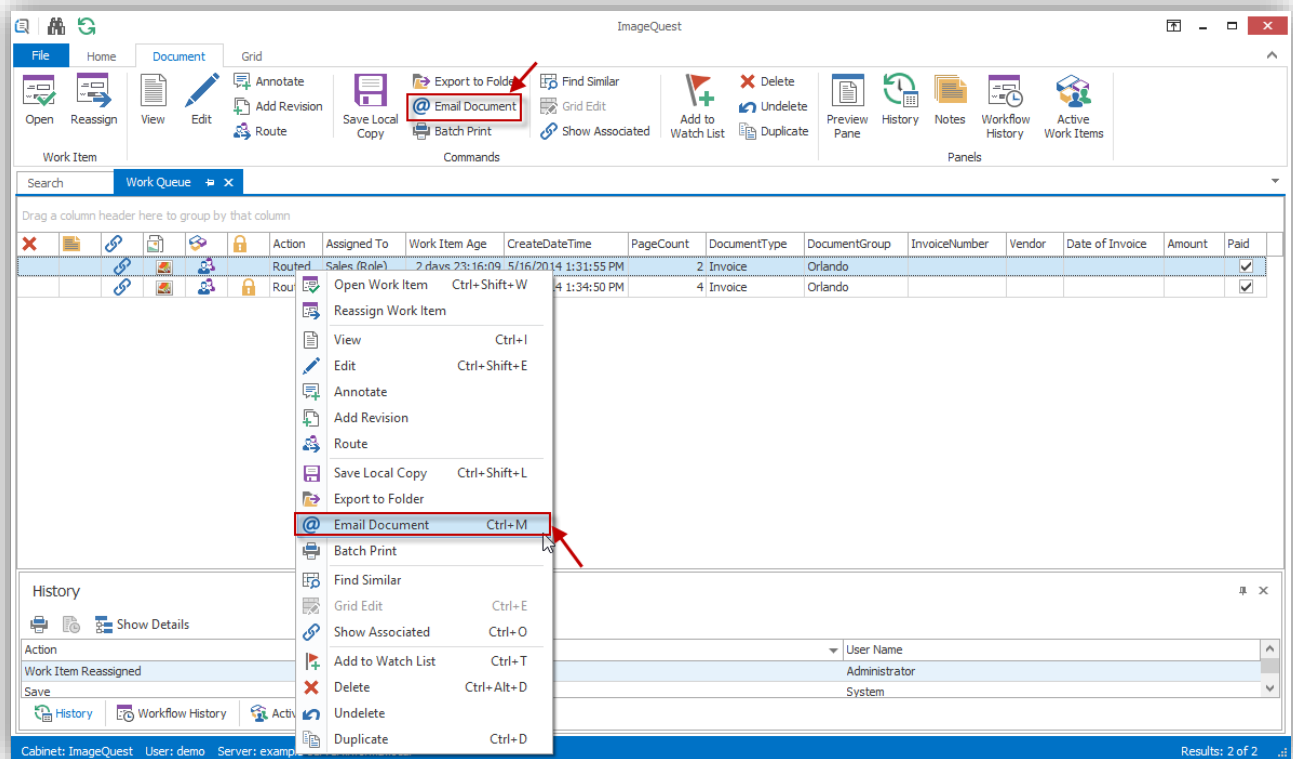 ImageQuest
File Home Document Grid
Open
Reassign
Work Item
View
Edit
Annotate
Add Revision
Route
Save Local
Copy
Export to Folder
Email Document
Batch Print
Find Similar
Grid Edit
Show Associated
Commands
Add to
Watch List
Delete
Undelete
Duplicate
Preview
Pane
History
Notes
Workflow
History
Active
Work Items
Panels
Search Work Queue
Drag a column header here to group by that column
Action Assigned To Work Item Age CreateDateTime PageCount DocumentType DocumentGroup InvoiceNumber Vendor Date of Invoice Amount Paid
Routed Sales (Role) 2 days 23:16:09 5/16/2014 1:31:55 PM 2 Invoice Orlando
Rout 4 1:34:50 PM 4 Invoice Orlando
Open Work Item Ctrl+Shift+W
Reassign Work Item
View Ctrl+I
Edit Ctrl+Shift+E
Annotate
Add Revision
Route
Save Local Copy Ctrl+Shift+L
Export to Folder
Email Document Ctrl+M
Batch Print
Find Similar
Grid Edit Ctrl+E
Show Associated Ctrl+O
Add to Watch List Ctrl+T
Delete Ctrl+Alt+D
Undelete
Duplicate Ctrl+D
History
Show Details
Action User Name
Work Item Reassigned Administrator
Save System
History Workflow History Activ
Cabinet: ImageQuest User: demo Server: examp Results: 2 of 2